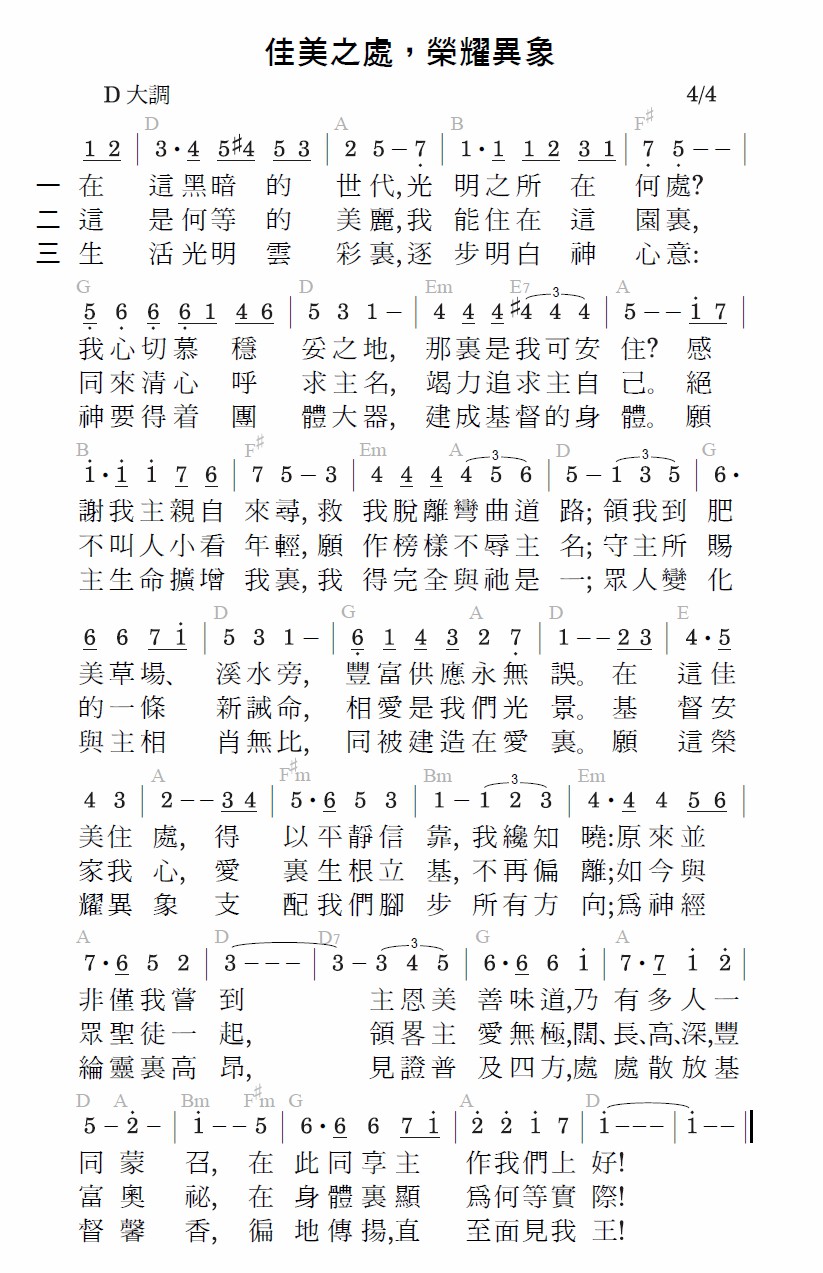 佳美之處，榮耀異象
D 大調 4/4
D A B F♯
1 2 | 3 • 4 5 ♯4 5 3 | 2 5 – 7 | 1 • 1 1 2 3 1 | 7 5 – – |
一 在 這黑暗 的 世代,光 明之所 在 何處?
二 這 是何等 的 美麗,我 能住在 這 園裏,
三 生 活光明 雲 彩裏,逐 步明白 神 心意:
G D Em E7 A
5 6 6 6 1 4 6 | 5 3 1 – | 4 4 4 ♯4 4 4 | 5 – – 1 7 |
我心切慕 穩 妥之地, 那裏是我可安 住? 感
同來清心 呼 求主名, 竭力追求主自 己。 絕
神要得着 團 體大器, 建成基督的身 體。 願
B F♯ Em A D G
1 • 1 1 7 6 | 7 5 – 3 | 4 4 4 4 5 6 | 5 – 1 3 5 | 6 •
謝我主親自 來尋, 救 我脫離彎曲道 路; 領我到 肥
不叫人小看 年輕, 願 作榜樣不辱主 名; 守主所 賜
主生命擴增 我裏, 我 得完全與祂是 一; 眾人變 化
D G A D E
6 6 7 1 | 5 3 1 – | 6 1 4 3 2 7 | 1 – – 2 3 | 4 • 5
美草場、 溪水旁, 豐富供應永無 誤。 在 這佳
的一條 新誡命, 相愛是我們光 景。 基 督安
與主相 肖無比, 同被建造在愛 裏。 願 這榮
A F♯m Bm Em
4 3 | 2 – – 3 4 | 5 • 6 5 3 | 1 – 1 2 3 | 4 • 4 4 5 6 |
美住 處, 得 以平靜信 靠, 我纔知 曉:原來並
家我 心, 愛 裏生根立 基, 不再偏 離;如今與
耀異 象 支 配我們腳 步 所有方 向;爲神經
A D D7 G A
7 • 6 5 2 | 3 – – – | 3 – 3 4 5 | 6 • 6 6 1 | 7 • 7 1 2 |
非僅我嘗 到 主恩美 善味道,乃 有多人一
眾聖徒一 起, 領畧主 愛無極,闊、長、高、深,豐
綸靈裏高 昂, 見證普 及四方,處 處散放基
D A Bm F♯m G A D
5 – 2 – | 1 – – 5 | 6 • 6 6 7 1 | 2 2 1 7 | 1 – – – | 1 – – ‖
同 蒙 召, 在 此同享主 作我們上 好!
富 奧 祕, 在 身體裏顯 爲何等實 際!
督 馨 香, 徧 地傳揚,直 至面見我 王!